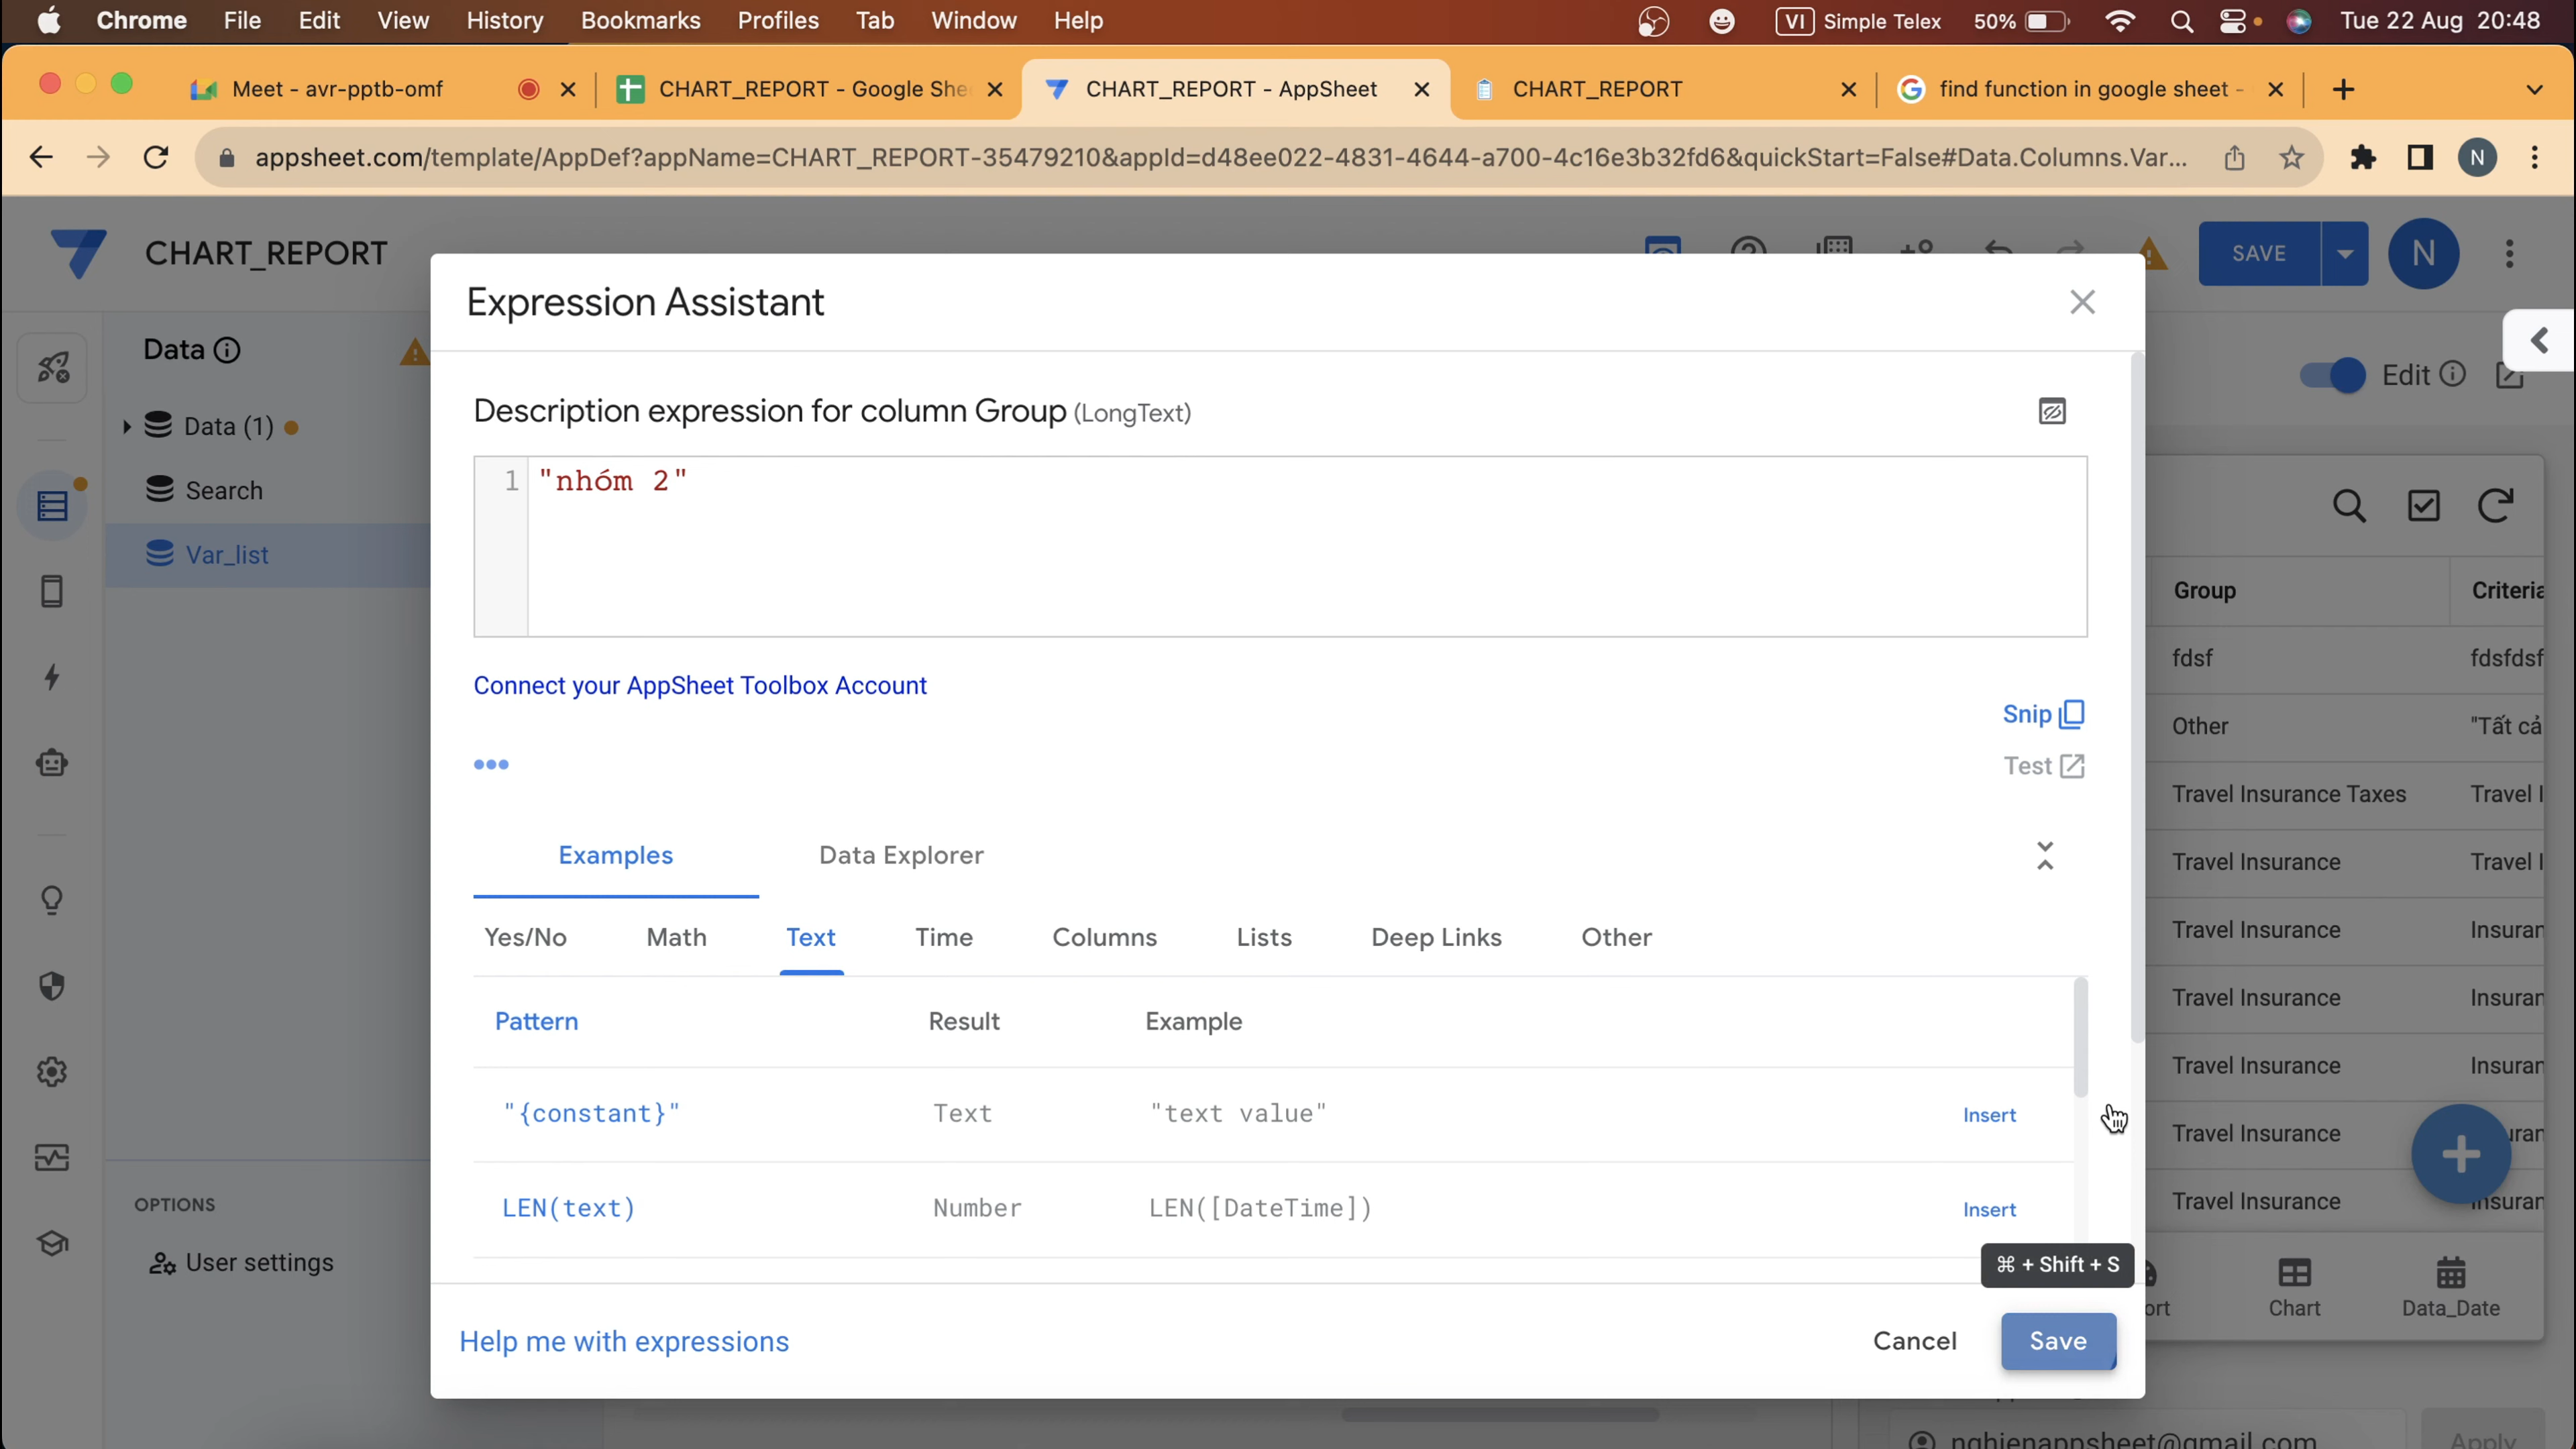 Chrome File Edit View History Bookmarks Profiles Tab Window Help VI Simple Telex 50% Tue 22 Aug 20:48
Meet - avr-pptb-omf CHART_REPORT - Google She CHART_REPORT - AppSheet CHART_REPORT find function in google sheet -
appsheet.com/template/AppDef?appName=CHART_REPORT-35479210&appId=d48ee022-4831-4644-a700-4c16e3b32fd6&quickStart=False#Data.Columns.Var... N
CHART_REPORT SAVE N
Expression Assistant
Data
Edit
Description expression for column Group (LongText)
Data (1)
1 "nhóm 2"
Search
Var_list
Group Criteria
fdsf fdsfdsf
Connect your AppSheet Toolbox Account
Snip
Other "Tất cả
Test
Travel Insurance Taxes Travel I
Examples Data Explorer
Travel Insurance Travel I
Yes/No Math Text Time Columns Lists Deep Links Other
Travel Insurance Insuran
Travel Insurance Insuran
Pattern Result Example
Travel Insurance Insuran
"{constant}" Text "text value" Insert
Travel Insurance uran
LEN(text) Number LEN([DateTime]) Insert
Travel Insurance nsuran
OPTIONS
User settings
⌘ + Shift + S
ort Chart Data_Date
Help me with expressions Cancel Save
nghienappsheet@gmail.com Apply